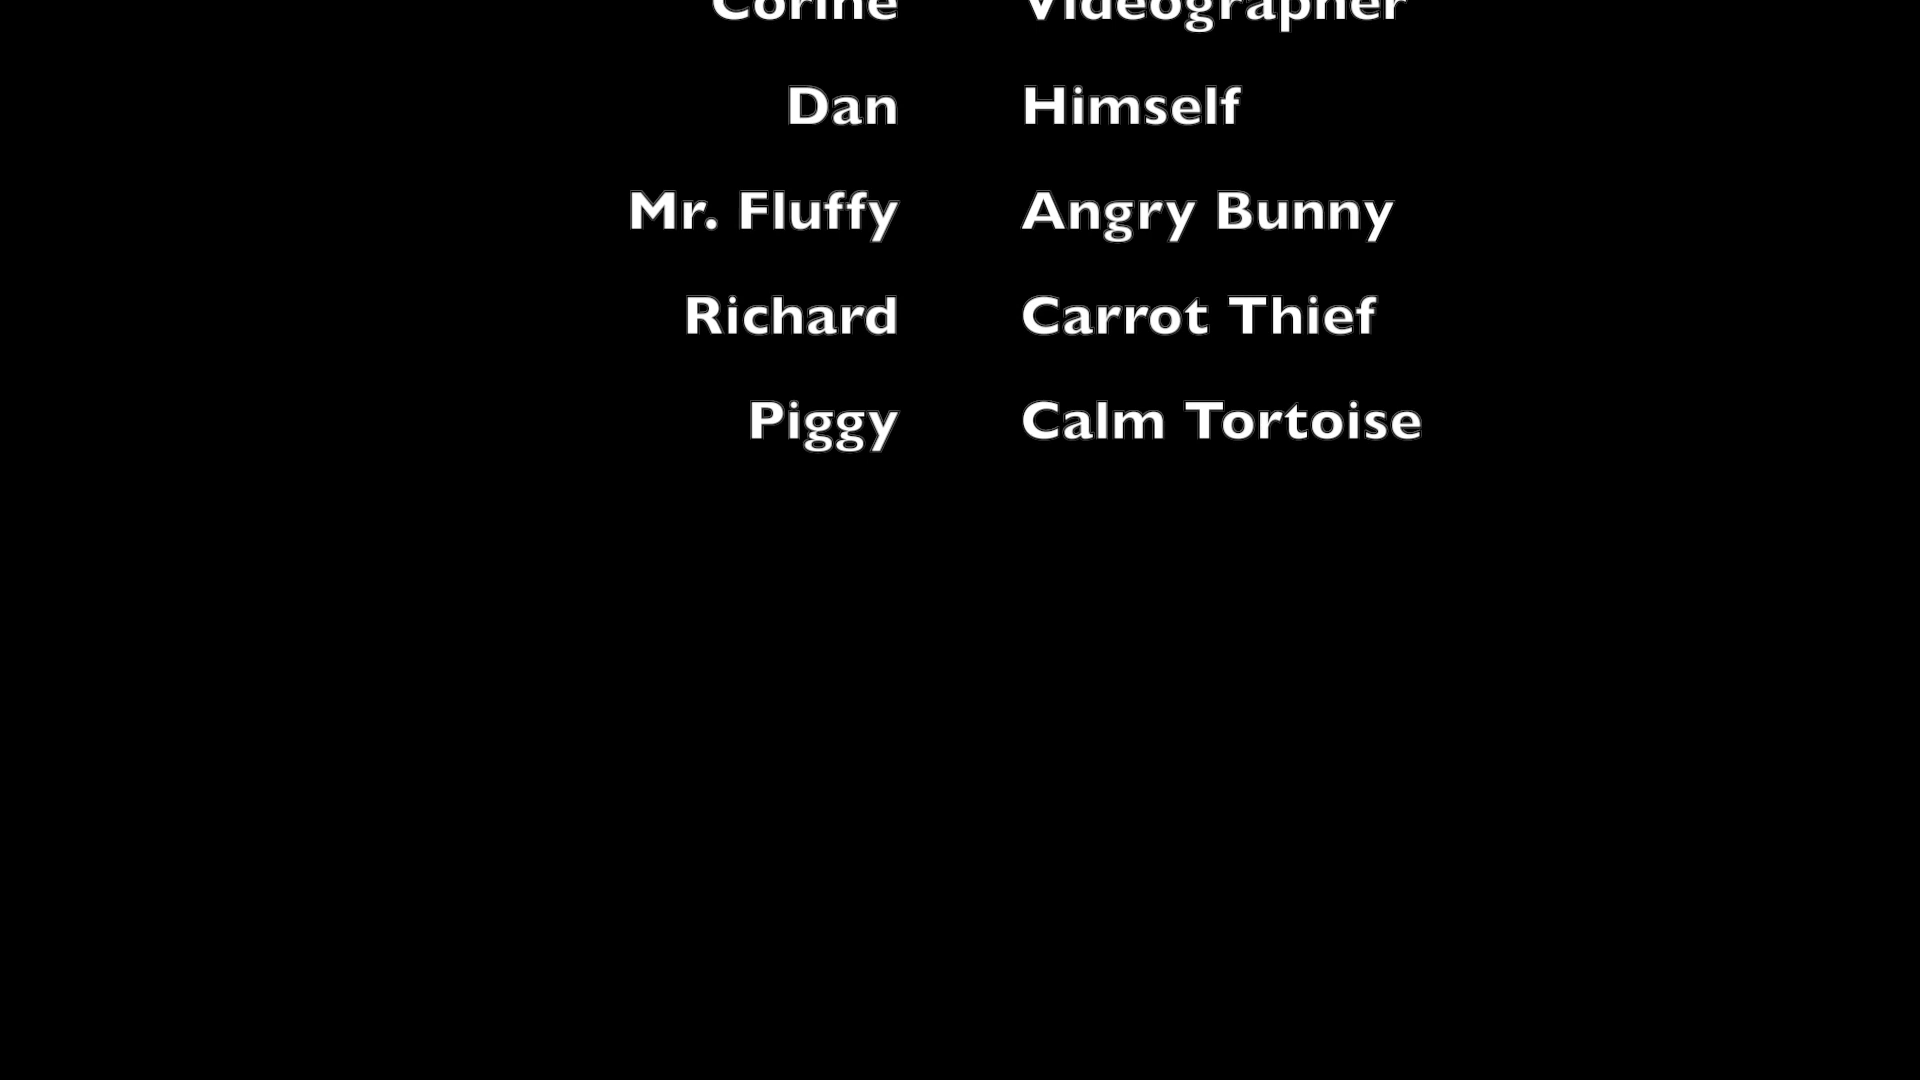 Corine Videographer
Dan Himself
Mr. Fluffy Angry Bunny
Richard Carrot Thief
Piggy Calm Tortoise